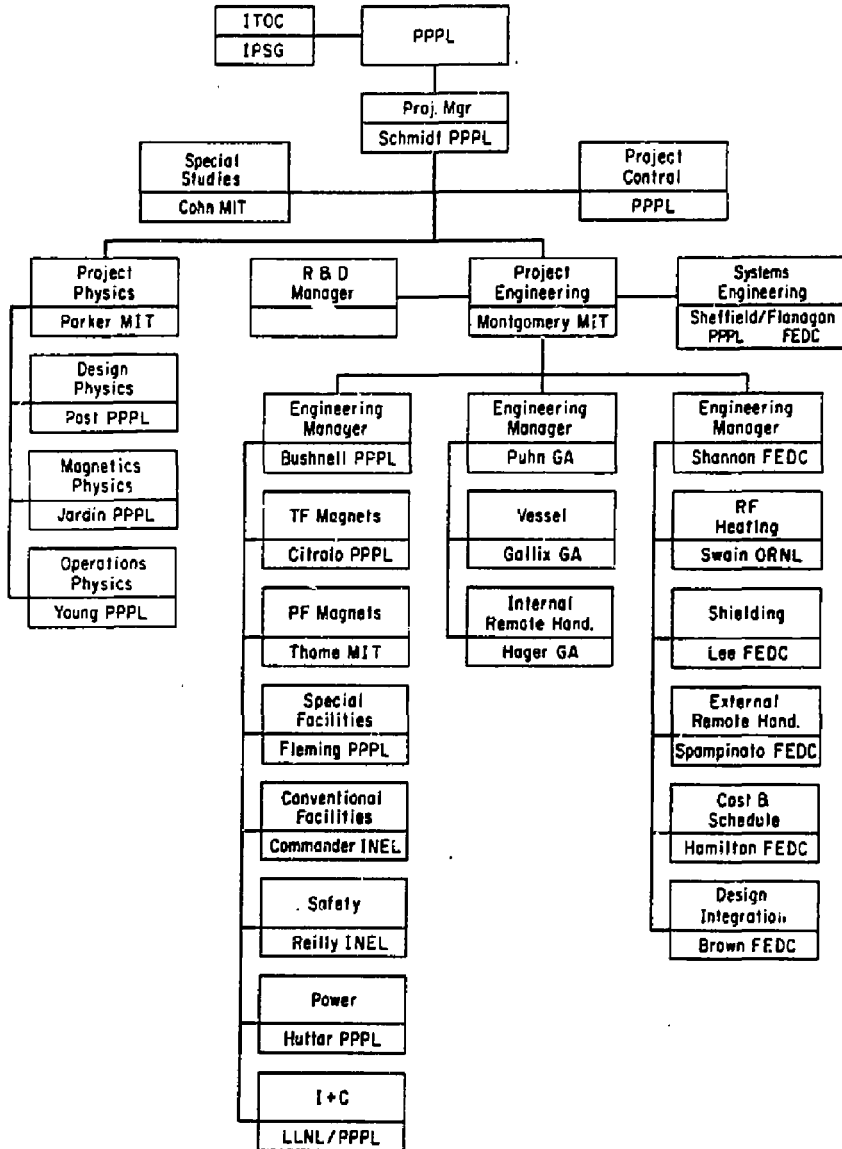 ITOC
IPSG
PPPL
Proj. Mgr
Schmidt PPPL
Special
Studies
Cohn MIT
Project
Control
PPPL
Project
Physics
Parker MIT
R & D
Manager
Project
Engineering
Montgomery MIT
Systems
Engineering
Sheffield/Flanagan
PPPL FEDC
Design
Physics
Post PPPL
Magnetics
Physics
Jardin PPPL
Operations
Physics
Young PPPL
Engineering
Manager
Bushnell PPPL
TF Magnets
Citrolo PPPL
PF Magnets
Thome MIT
Special
Facilities
Fleming PPPL
Conventional
Facilities
Commander INEL
Safety
Reilly INEL
Power
Huttar PPPL
I+C
LLNL/PPPL
Engineering
Manager
Puhn GA
Vessel
Gallix GA
Internal
Remote Hand.
Hager GA
Engineering
Manager
Shannon FEDC
RF
Heating
Swain ORNL
Shielding
Lee FEDC
External
Remote Hand.
Spampinato FEDC
Cost &
Schedule
Hamilton FEDC
Design
Integration
Brown FEDC